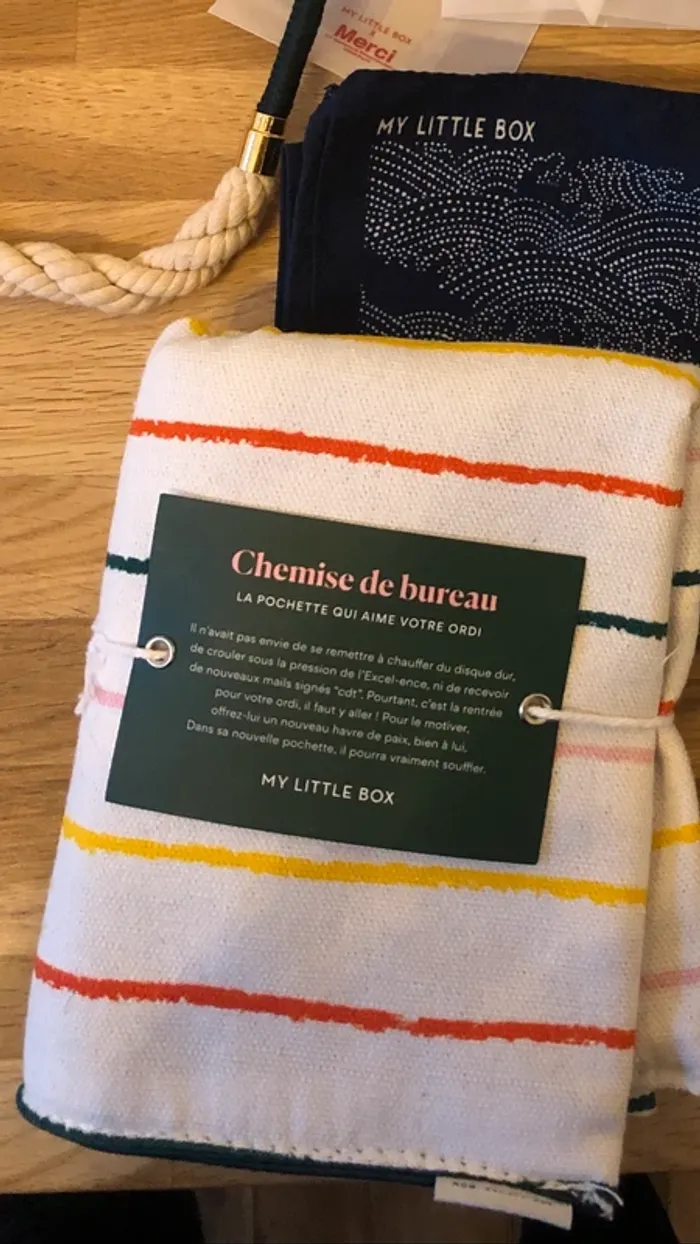 MY LITTLE BOX
x
Merci
MY LITTLE BOX
Chemise de bureau
LA POCHETTE QUI AIME VOTRE ORDI
Il n'avait pas envie de se remettre à chauffer du disque dur,
de crouler sous la pression de l'Excel-ence, ni de recevoir
de nouveaux mails signés "cdt". Pourtant, c'est la rentrée
pour votre ordi, il faut y aller ! Pour le motiver,
offrez-lui un nouveau havre de paix, bien à lui.
Dans sa nouvelle pochette, il pourra vraiment souffler.
MY LITTLE BOX